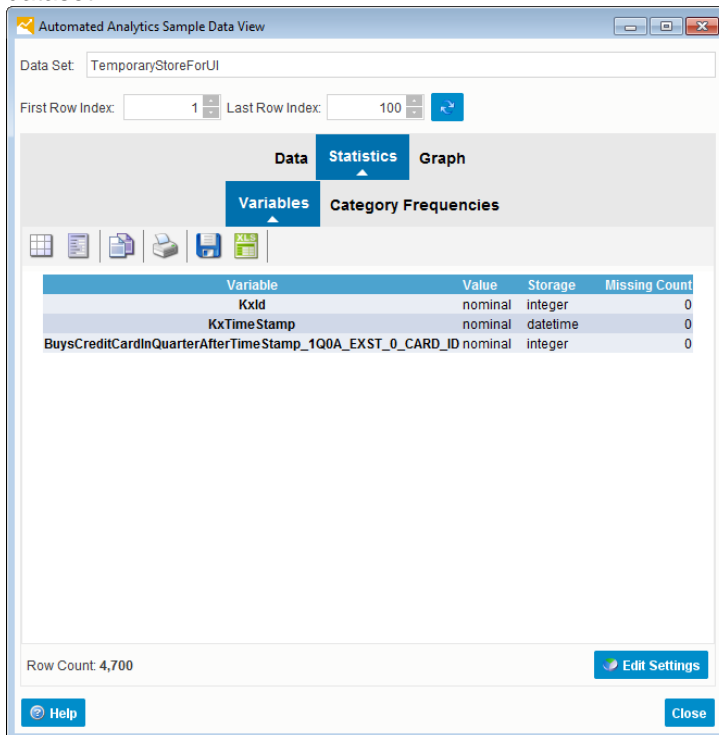 Automated Analytics Sample Data View
Data Set: TemporaryStoreForUI
First Row Index: 1 Last Row Index: 100
Data Statistics Graph
Variables Category Frequencies
XLS
Variable Value Storage Missing Count
KxId nominal integer 0
KxTimeStamp nominal datetime 0
BuysCreditCardInQuarterAfterTimeStamp_1Q0A_EXST_0_CARD_ID nominal integer 0
Row Count: 4,700 Edit Settings
Help Close